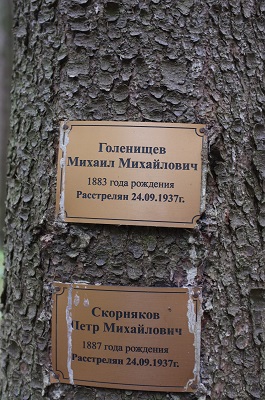 Голенищев
Михаил Михайлович
1883 года рождения
Расстрелян 24.09.1937г.
Скорняков
Петр Михайлович
1887 года рождения
Расстрелян 24.09.1937г.